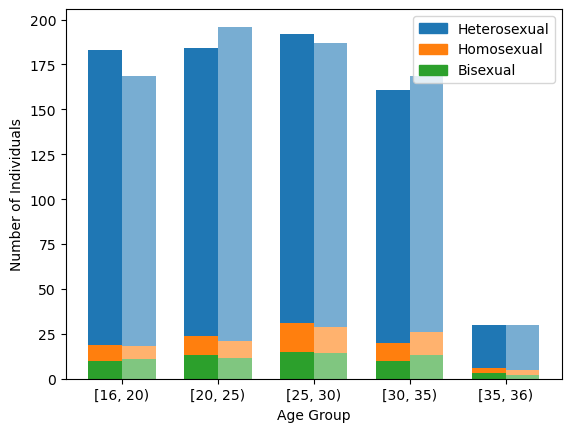 Heterosexual
Homosexual
Bisexual
200
175
150
125
100
75
50
25
0
Number of Individuals
[16, 20) [20, 25) [25, 30) [30, 35) [35, 36)
Age Group